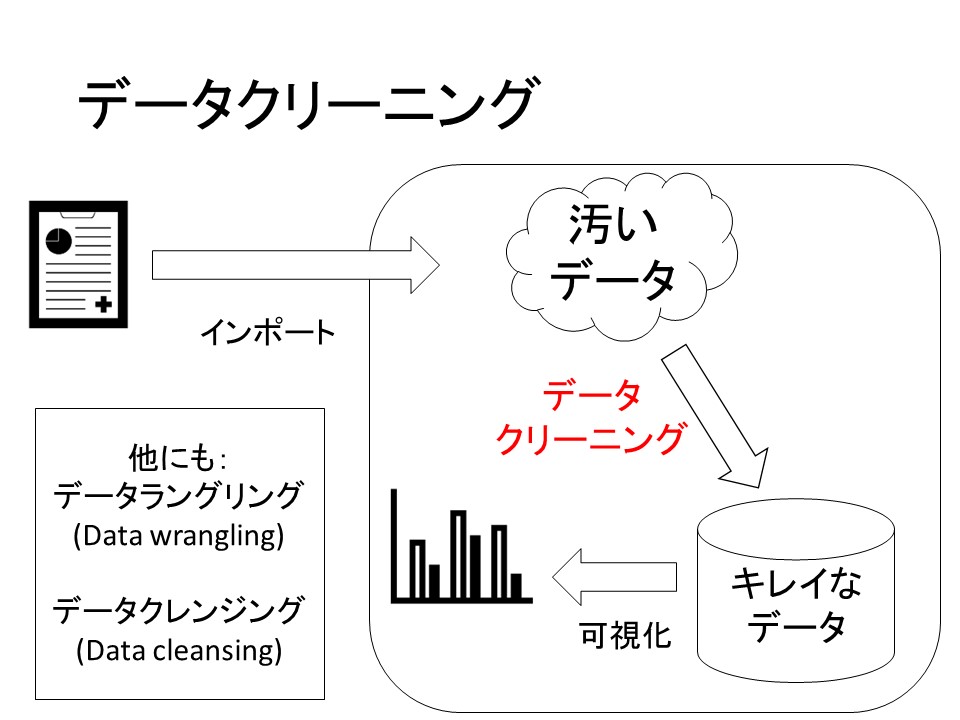 データクリーニング
汚い
データ
インポート
データ
クリーニング
他にも：
データラングリング
(Data wrangling)
データクレンジング
(Data cleansing)
キレイな
データ
可視化